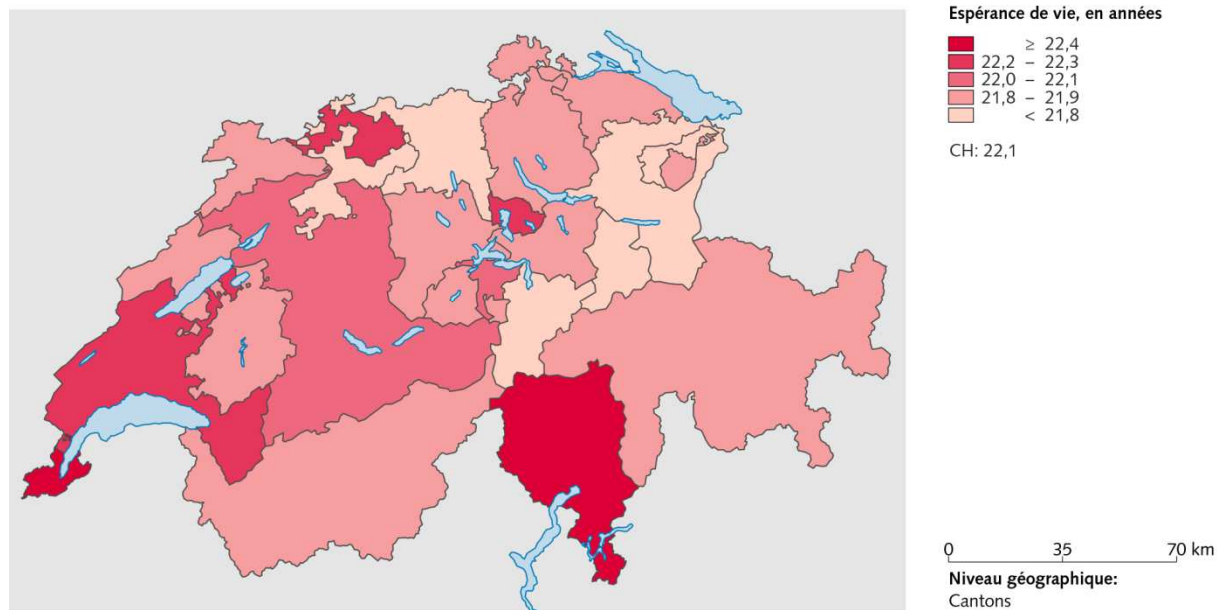 Espérance de vie, en années
≥ 22,4
22,2 – 22,3
22,0 – 22,1
21,8 – 21,9
< 21,8
CH: 22,1
0 35 70 km
Niveau géographique:
Cantons